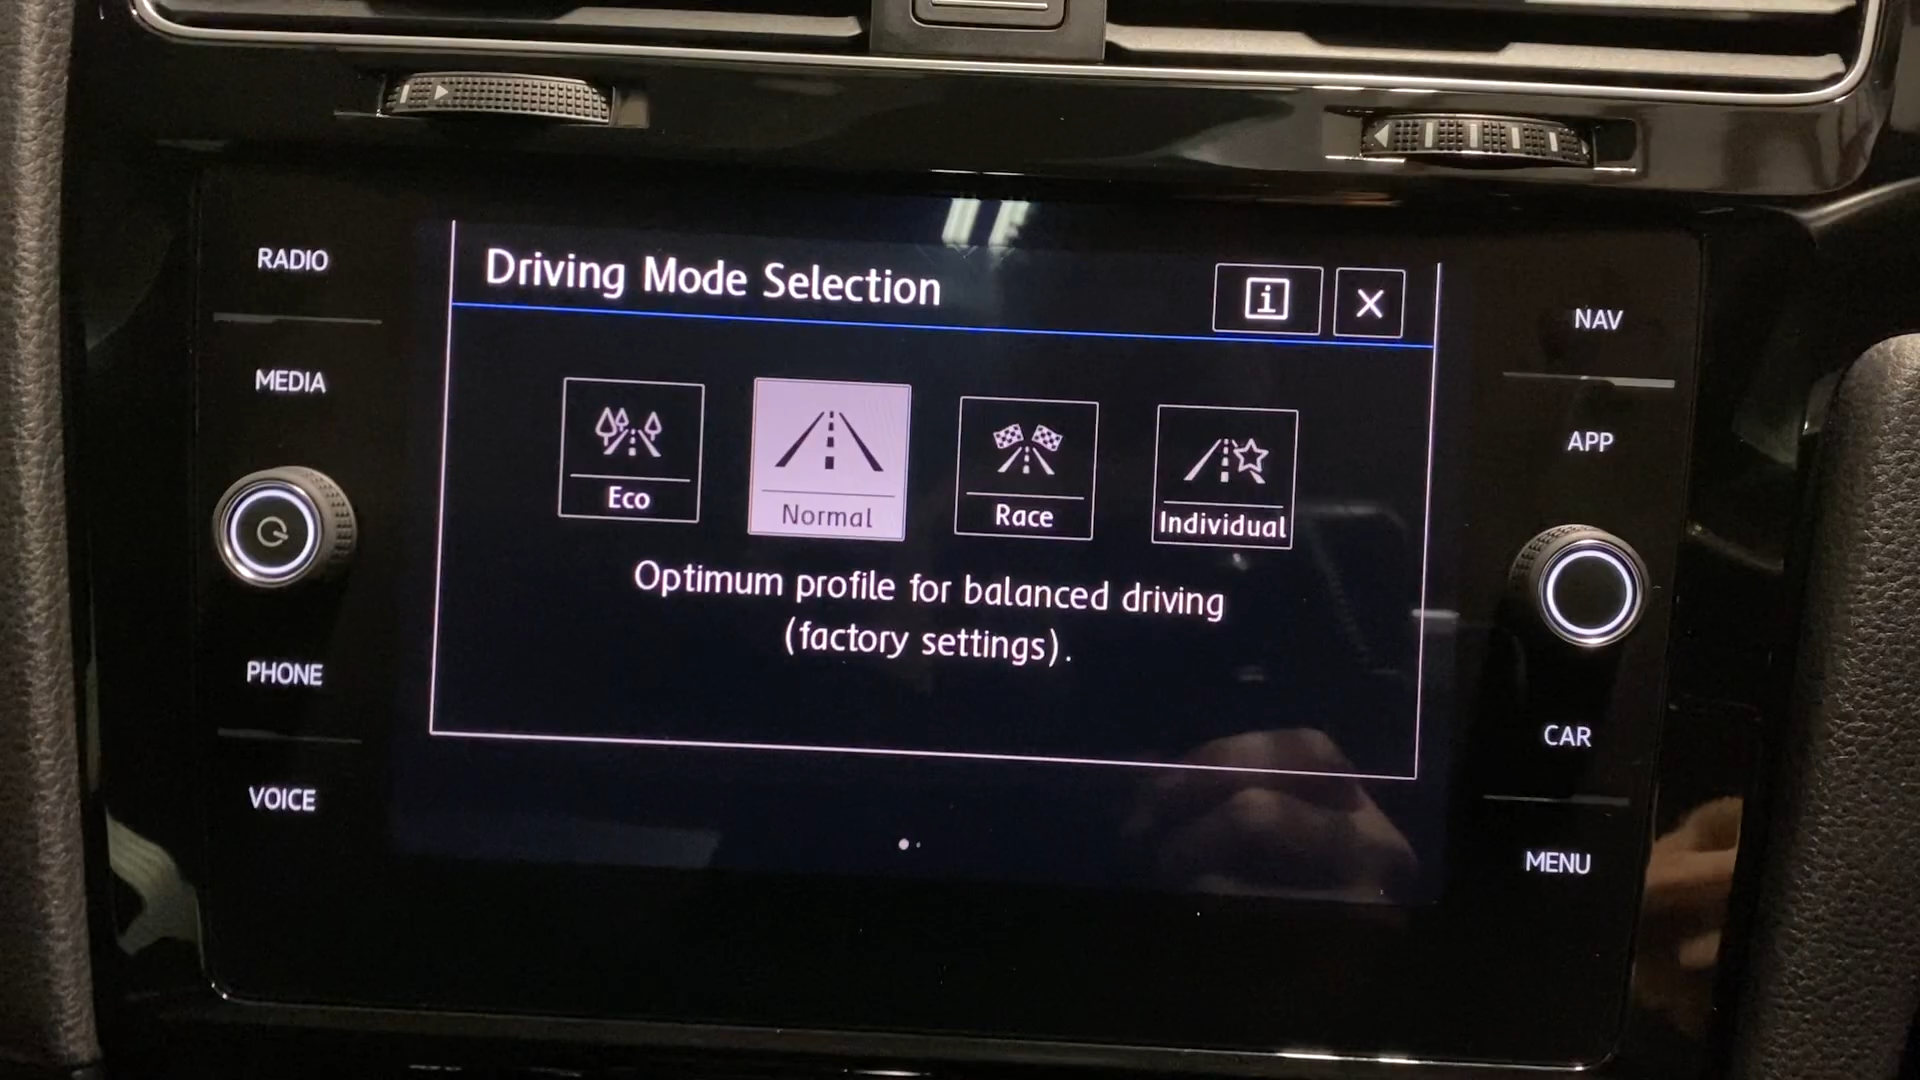 RADIO
MEDIA
PHONE
VOICE
Driving Mode Selection
i X
Eco
Normal
Race
Individual
Optimum profile for balanced driving
(factory settings).
NAV
APP
CAR
MENU